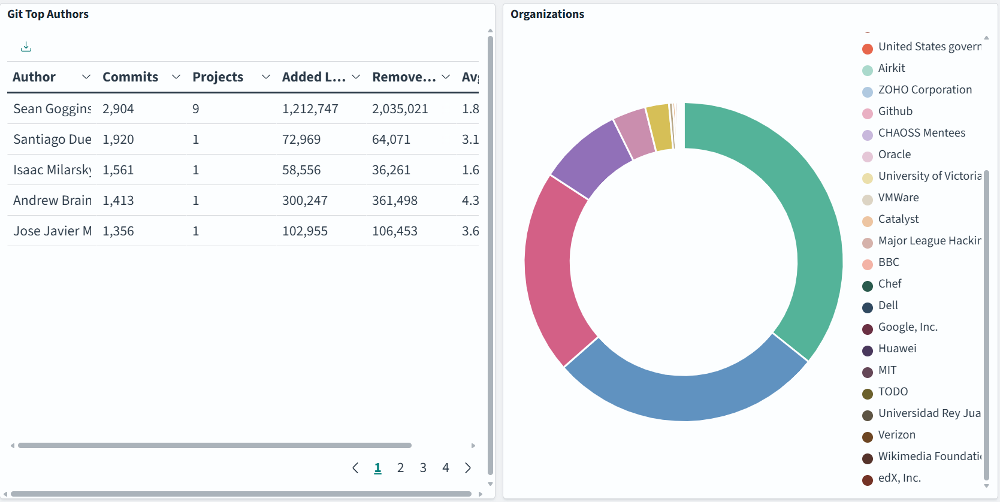 Git Top Authors
Author Commits Projects Added L... Remove... Avg
Sean Goggins 2,904 9 1,212,747 2,035,021 1.8
Santiago Due 1,920 1 72,969 64,071 3.1
Isaac Milarsky 1,561 1 58,556 36,261 1.6
Andrew Brain 1,413 1 300,247 361,498 4.3
Jose Javier M 1,356 1 102,955 106,453 3.6
1 2 3 4
Organizations
United States govern
Airkit
ZOHO Corporation
Github
CHAOSS Mentees
Oracle
University of Victoria
VMWare
Catalyst
Major League Hackin
BBC
Chef
Dell
Google, Inc.
Huawei
MIT
TODO
Universidad Rey Jua
Verizon
Wikimedia Foundati
edX, Inc.